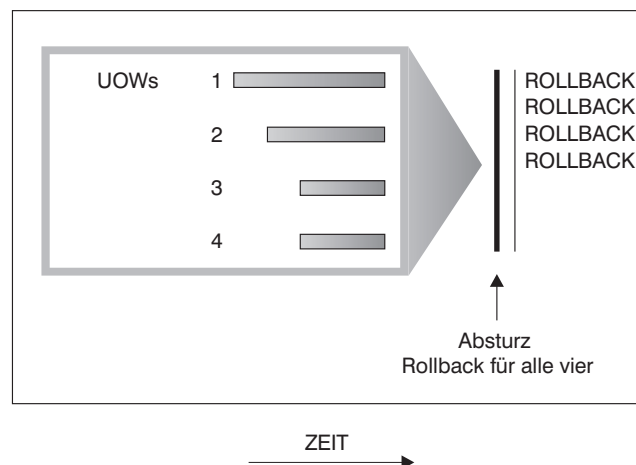 UOWs
1
ROLLBACK
ROLLBACK
2
ROLLBACK
ROLLBACK
3
4
Absturz
Rollback für alle vier
ZEIT